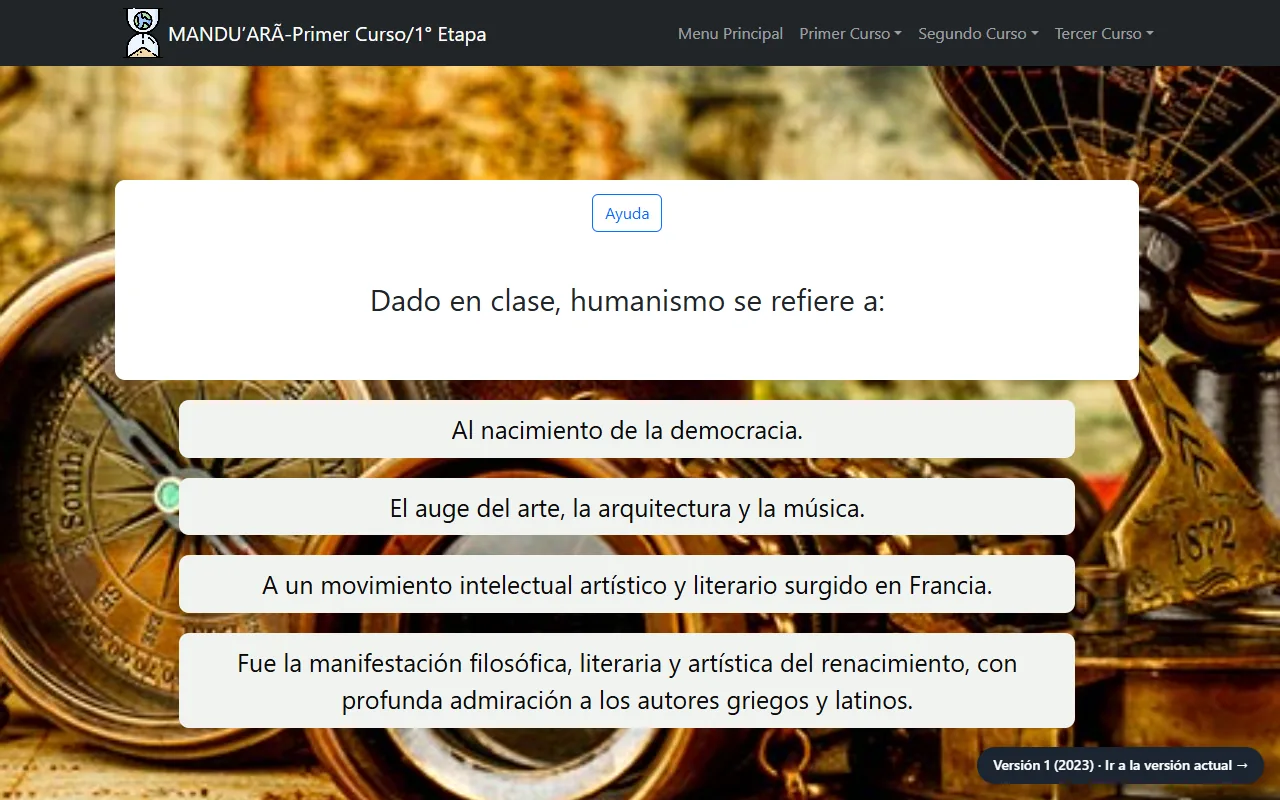 MANDU'ARÃ-Primer Curso/1° Etapa
Menu Principal
Primer Curso
Segundo Curso
Tercer Curso
Ayuda
Dado en clase, humanismo se refiere a:
Al nacimiento de la democracia.
El auge del arte, la arquitectura y la música.
A un movimiento intelectual artístico y literario surgido en Francia.
Fue la manifestación filosófica, literaria y artística del renacimiento, con
profunda admiración a los autores griegos y latinos.
South
1872
Versión 1 (2023) · Ir a la versión actual →